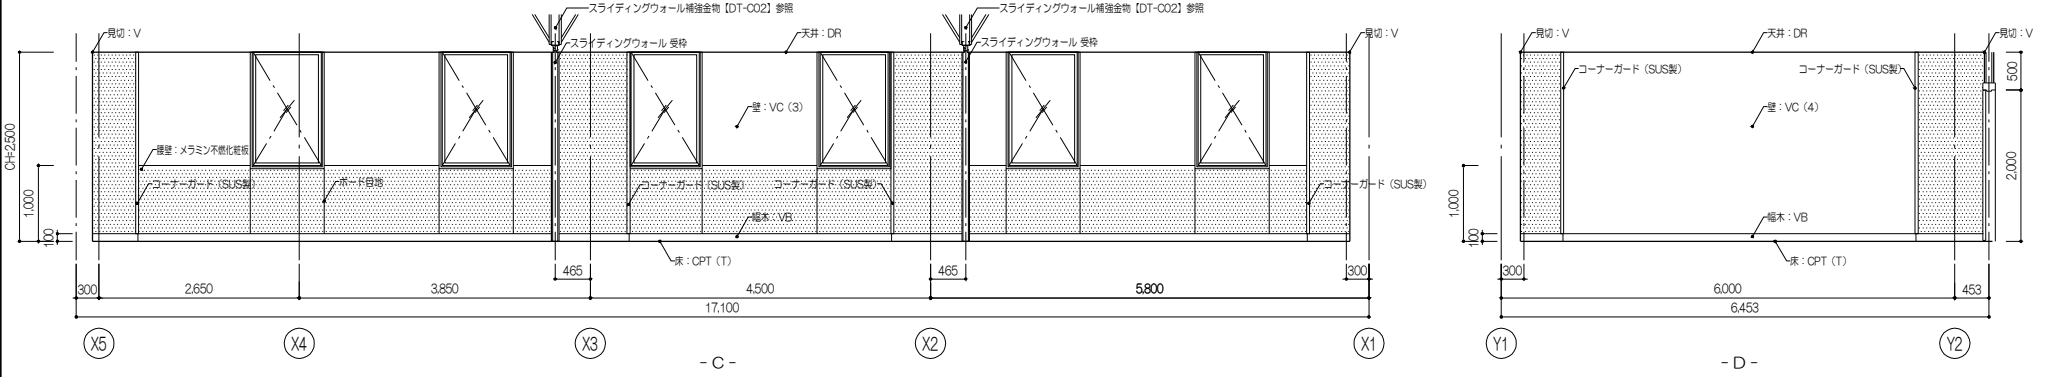 スライディングウォール補強金物【DT-C02】参照
スライディングウォール補強金物【DT-C02】参照
見切：V
スライディングウォール 受枠
天井：DR
スライディングウォール 受枠
見切：V
見切：V
天井：DR
見切：V
コーナーガード（SUS製）
コーナーガード（SUS製）
500
壁：VC（3）
壁：VC（4）
CH=2,500
腰壁：メラミン不燃化粧板
コーナーガード（SUS製）
ボード目地
コーナーガード（SUS製）
コーナーガード（SUS製）
コーナーガード（SUS製）
2,000
1,000
1,000
幅木：VB
幅木：VB
100
100
床：CPT（T）
床：CPT（T）
465
465
300
300
300
2,650
3,850
4,500
5,800
6,000
453
17,100
6,453
X5
X4
X3
X2
X1
Y1
Y2
- C -
- D -